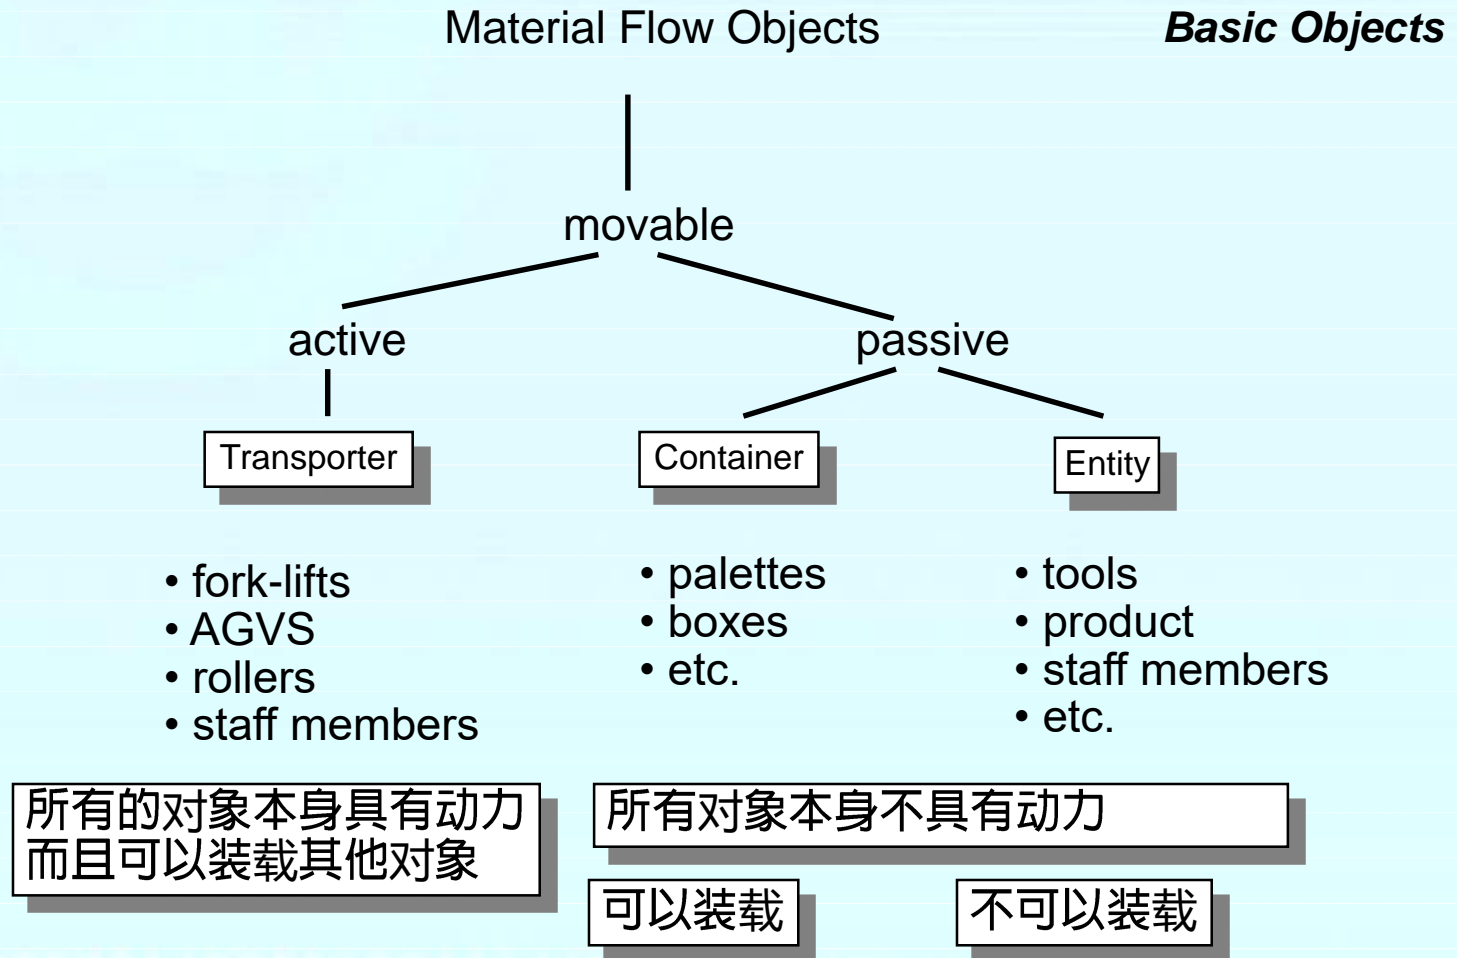 Material Flow Objects
Basic Objects
movable
active
passive
Transporter
Container
Entity
• fork-lifts
• AGVS
• rollers
• staff members
• palettes
• boxes
• etc.
• tools
• product
• staff members
• etc.
所有的对象本身具有动力
而且可以装载其他对象
所有对象本身不具有动力
可以装载
不可以装载